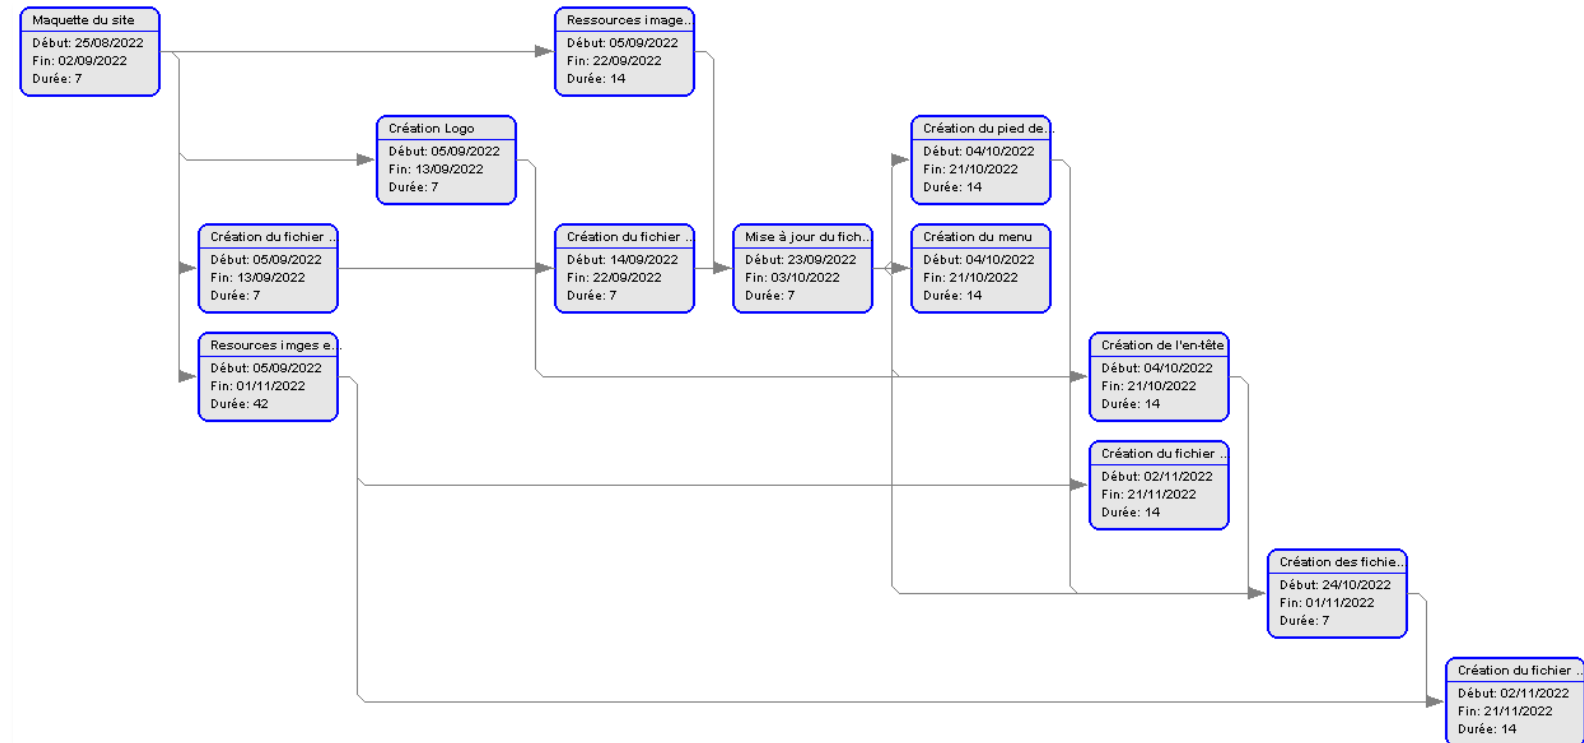 Maquette du site
Début: 25/08/2022
Fin: 02/09/2022
Durée: 7
Ressources image..
Début: 05/09/2022
Fin: 22/09/2022
Durée: 14
Création Logo
Début: 05/09/2022
Fin: 13/09/2022
Durée: 7
Création du pied de..
Début: 04/10/2022
Fin: 21/10/2022
Durée: 14
Création du fichier ..
Début: 05/09/2022
Fin: 13/09/2022
Durée: 7
Création du fichier ..
Début: 14/09/2022
Fin: 22/09/2022
Durée: 7
Mise à jour du fich..
Début: 23/09/2022
Fin: 03/10/2022
Durée: 7
Création du menu
Début: 04/10/2022
Fin: 21/10/2022
Durée: 14
Resources imges e..
Début: 05/09/2022
Fin: 01/11/2022
Durée: 42
Création de l'en-tête
Début: 04/10/2022
Fin: 21/10/2022
Durée: 14
Création du fichier ..
Début: 02/11/2022
Fin: 21/11/2022
Durée: 14
Création des fichie..
Début: 24/10/2022
Fin: 01/11/2022
Durée: 7
Création du fichier ..
Début: 02/11/2022
Fin: 21/11/2022
Durée: 14